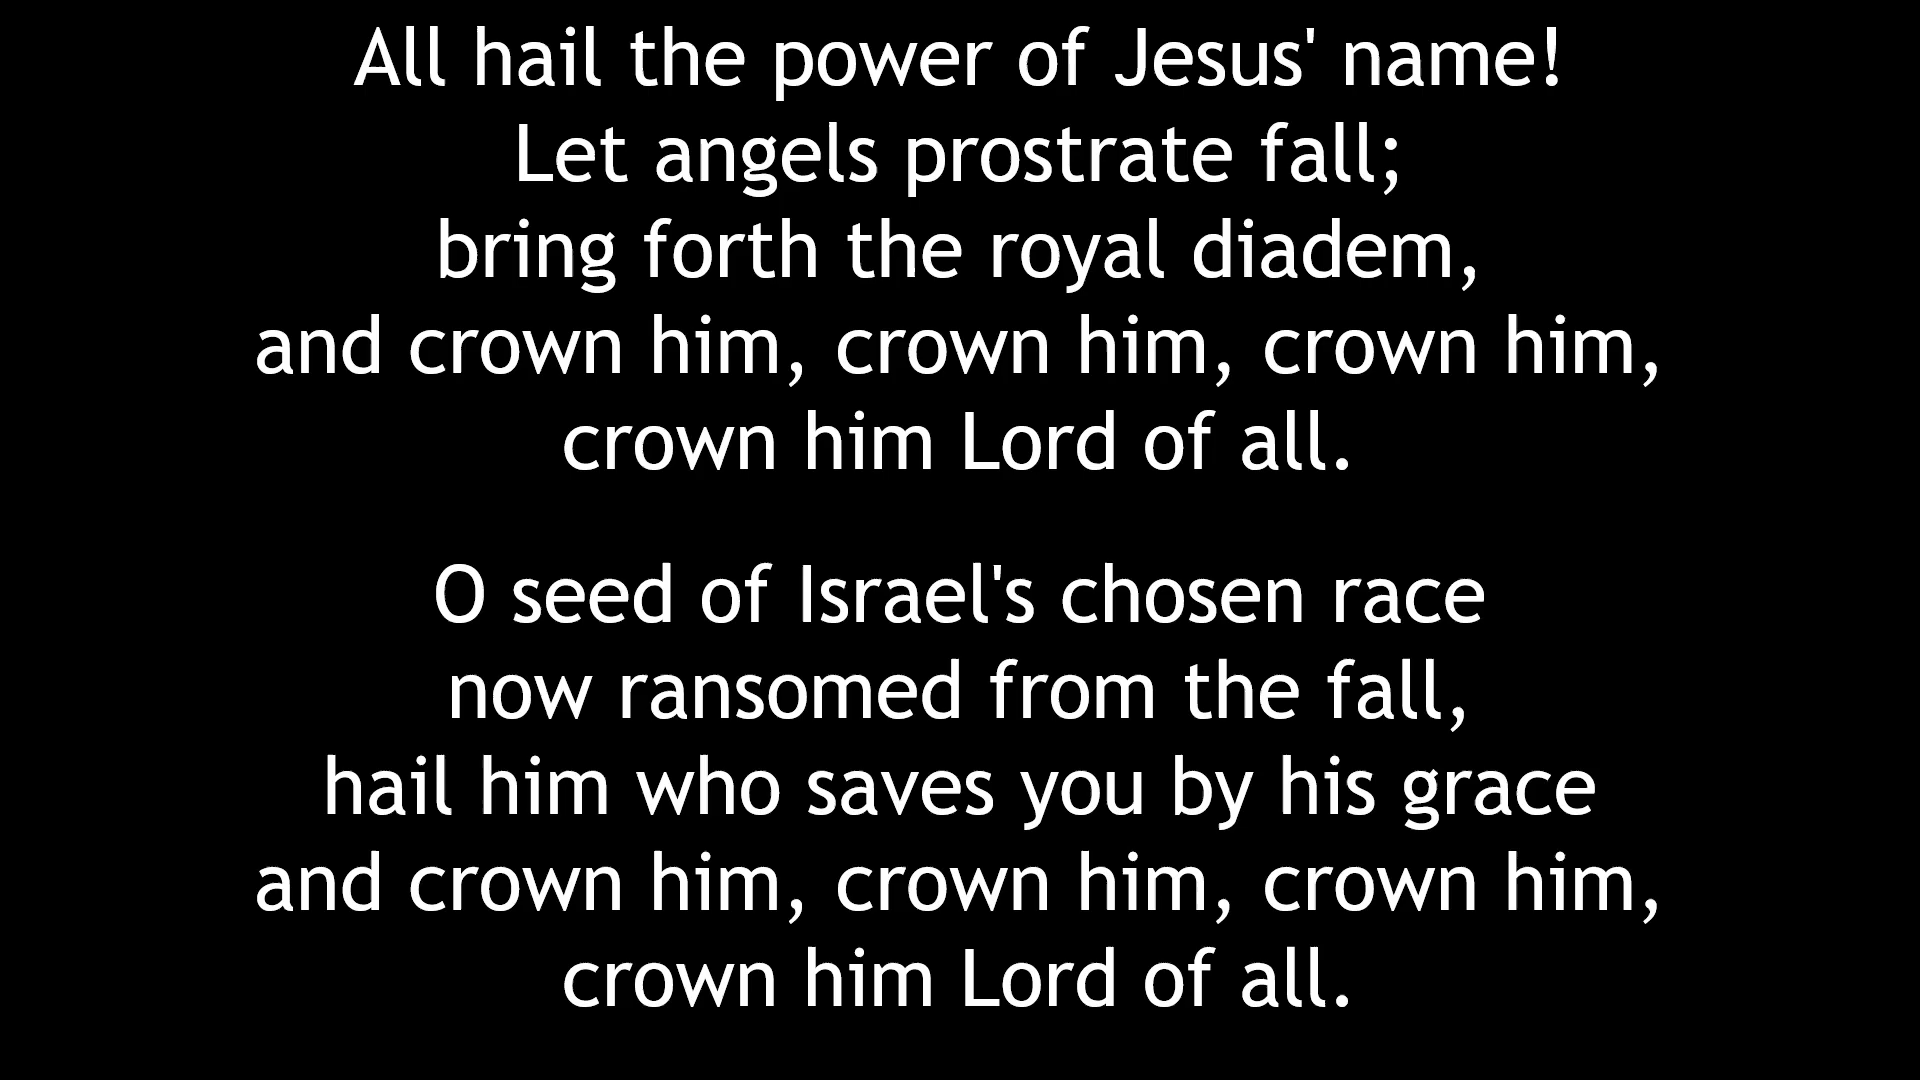 All hail the power of Jesus' name!
Let angels prostrate fall;
bring forth the royal diadem,
and crown him, crown him, crown him,
crown him Lord of all.
O seed of Israel's chosen race
now ransomed from the fall,
hail him who saves you by his grace
and crown him, crown him, crown him,
crown him Lord of all.